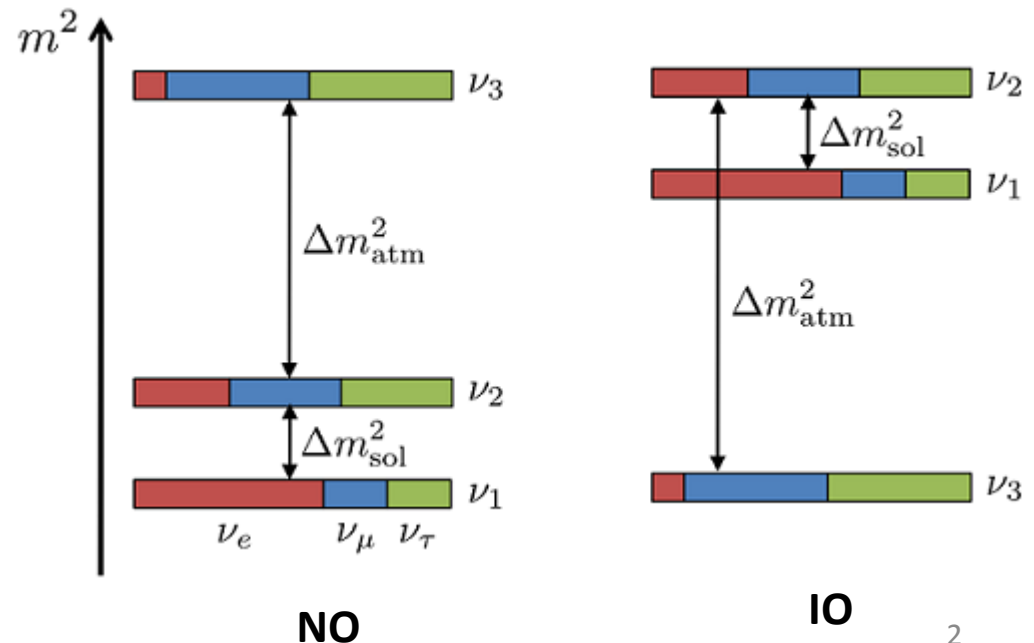 m²
ν₃
Δm²atm
ν₂
Δm²sol
ν₁
νe νμ ντ
NO
ν₂
Δm²sol
ν₁
Δm²atm
ν₃
IO
2